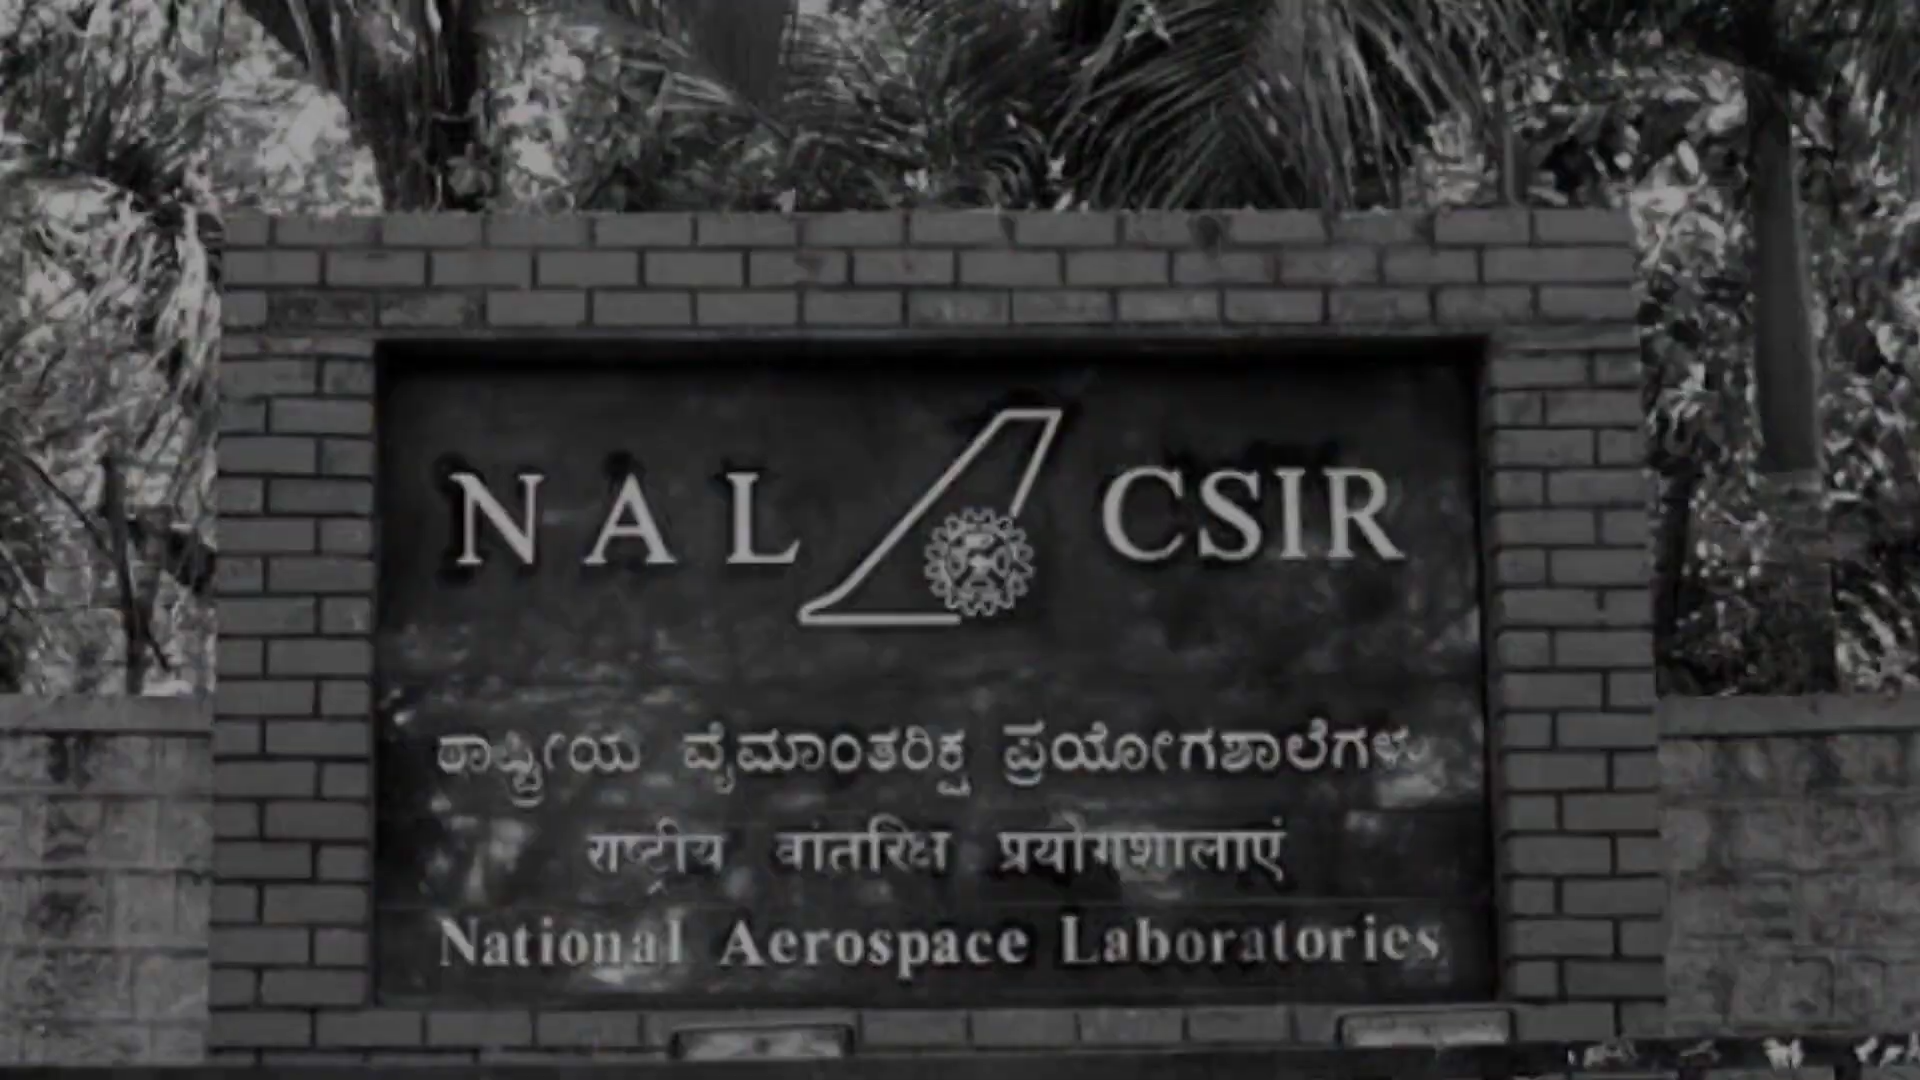 NAL CSIR
ರಾಷ್ಟ್ರೀಯ ವೈಮಾಂತರಿಕ್ಷ ಪ್ರಯೋಗಶಾಲೆಗಳು
राष्ट्रीय वांतरिक्ष प्रयोगशालाएं
National Aerospace Laboratories